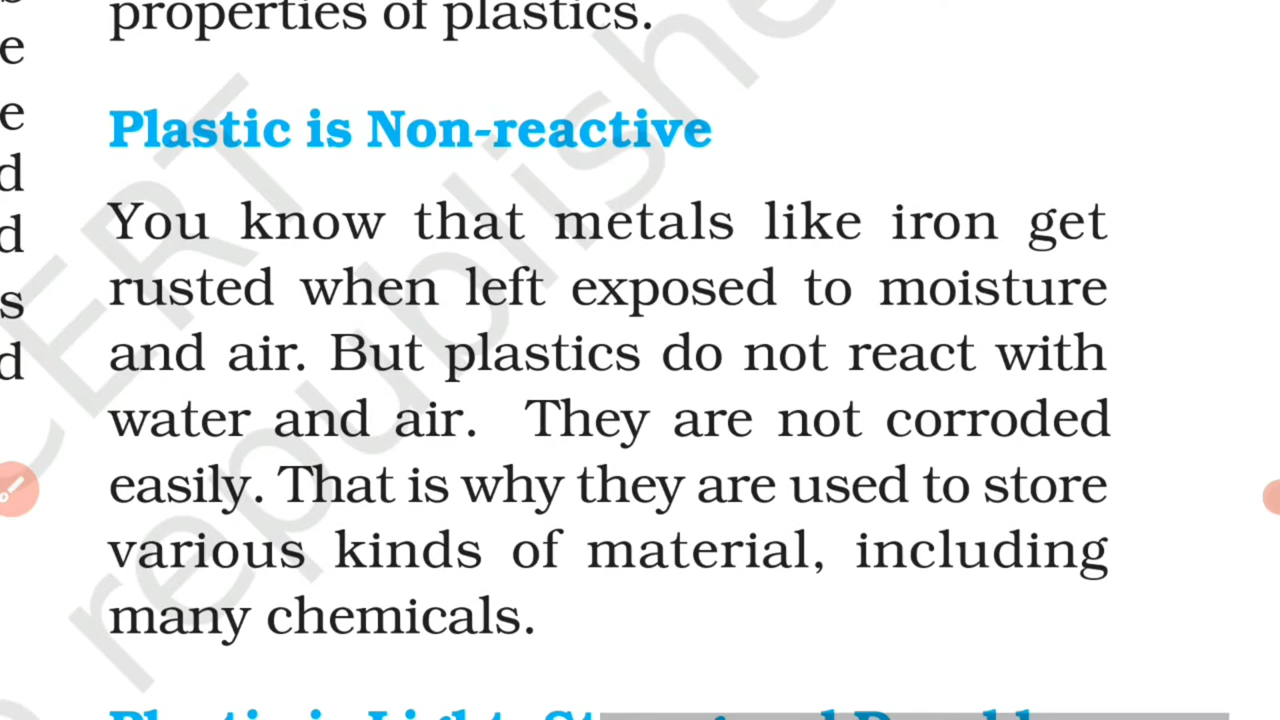 properties of plastics.
Plastic is Non-reactive
You know that metals like iron get
rusted when left exposed to moisture
and air. But plastics do not react with
water and air. They are not corroded
easily. That is why they are used to store
various kinds of material, including
many chemicals.